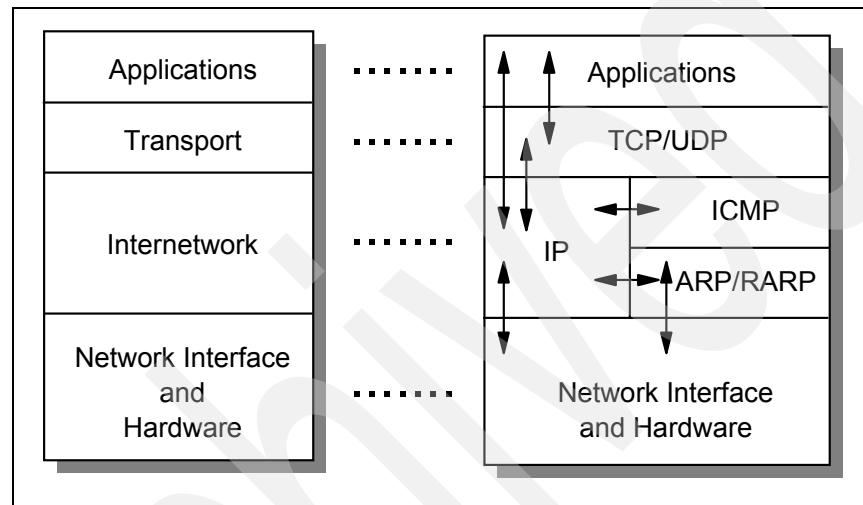 Applications
Transport
Internetwork
Network Interface
and
Hardware
Applications
TCP/UDP
ICMP
IP
ARP/RARP
Network Interface
and Hardware